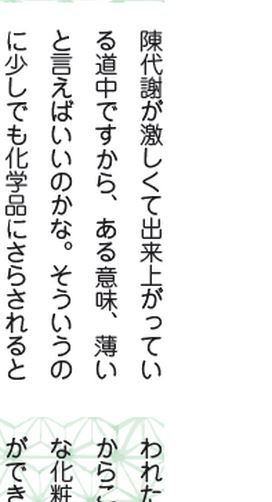 陳代謝が激しくて出来上がってい
る道中ですから、ある意味、薄い
と言えばいいのかな。そういうの
に少しでも化学品にさらされると
われた
からこ
な化粧
ができ